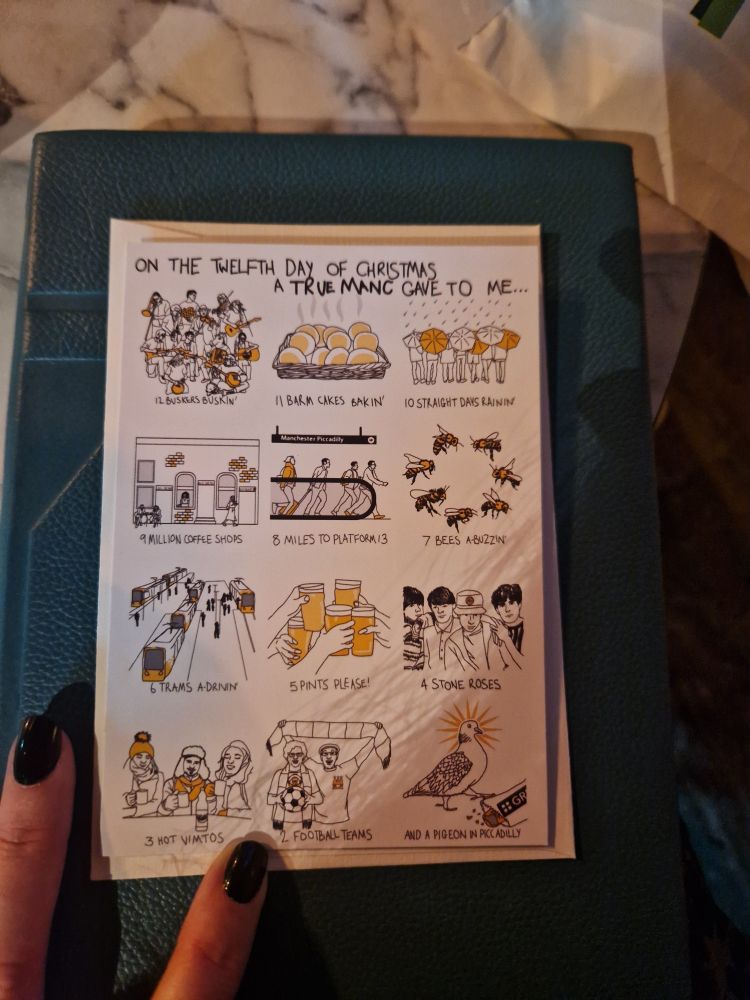 ON THE TWELFTH DAY OF CHRISTMAS
A TRUE MANC GAVE TO ME...
12 BUSKERS BUSKIN'
11 BARM CAKES BAKIN'
10 STRAIGHT DAYS RAININ'
Manchester Piccadilly
9 MILLION COFFEE SHOPS
8 MILES TO PLATFORM 13
7 BEES A-BUZZIN'
6 TRAMS A-DRIVIN'
5 PINTS PLEASE!
4 STONE ROSES
GR
3 HOT VIMTOS
2 FOOTBALL TEAMS
AND A PIGEON IN PICCADILLY